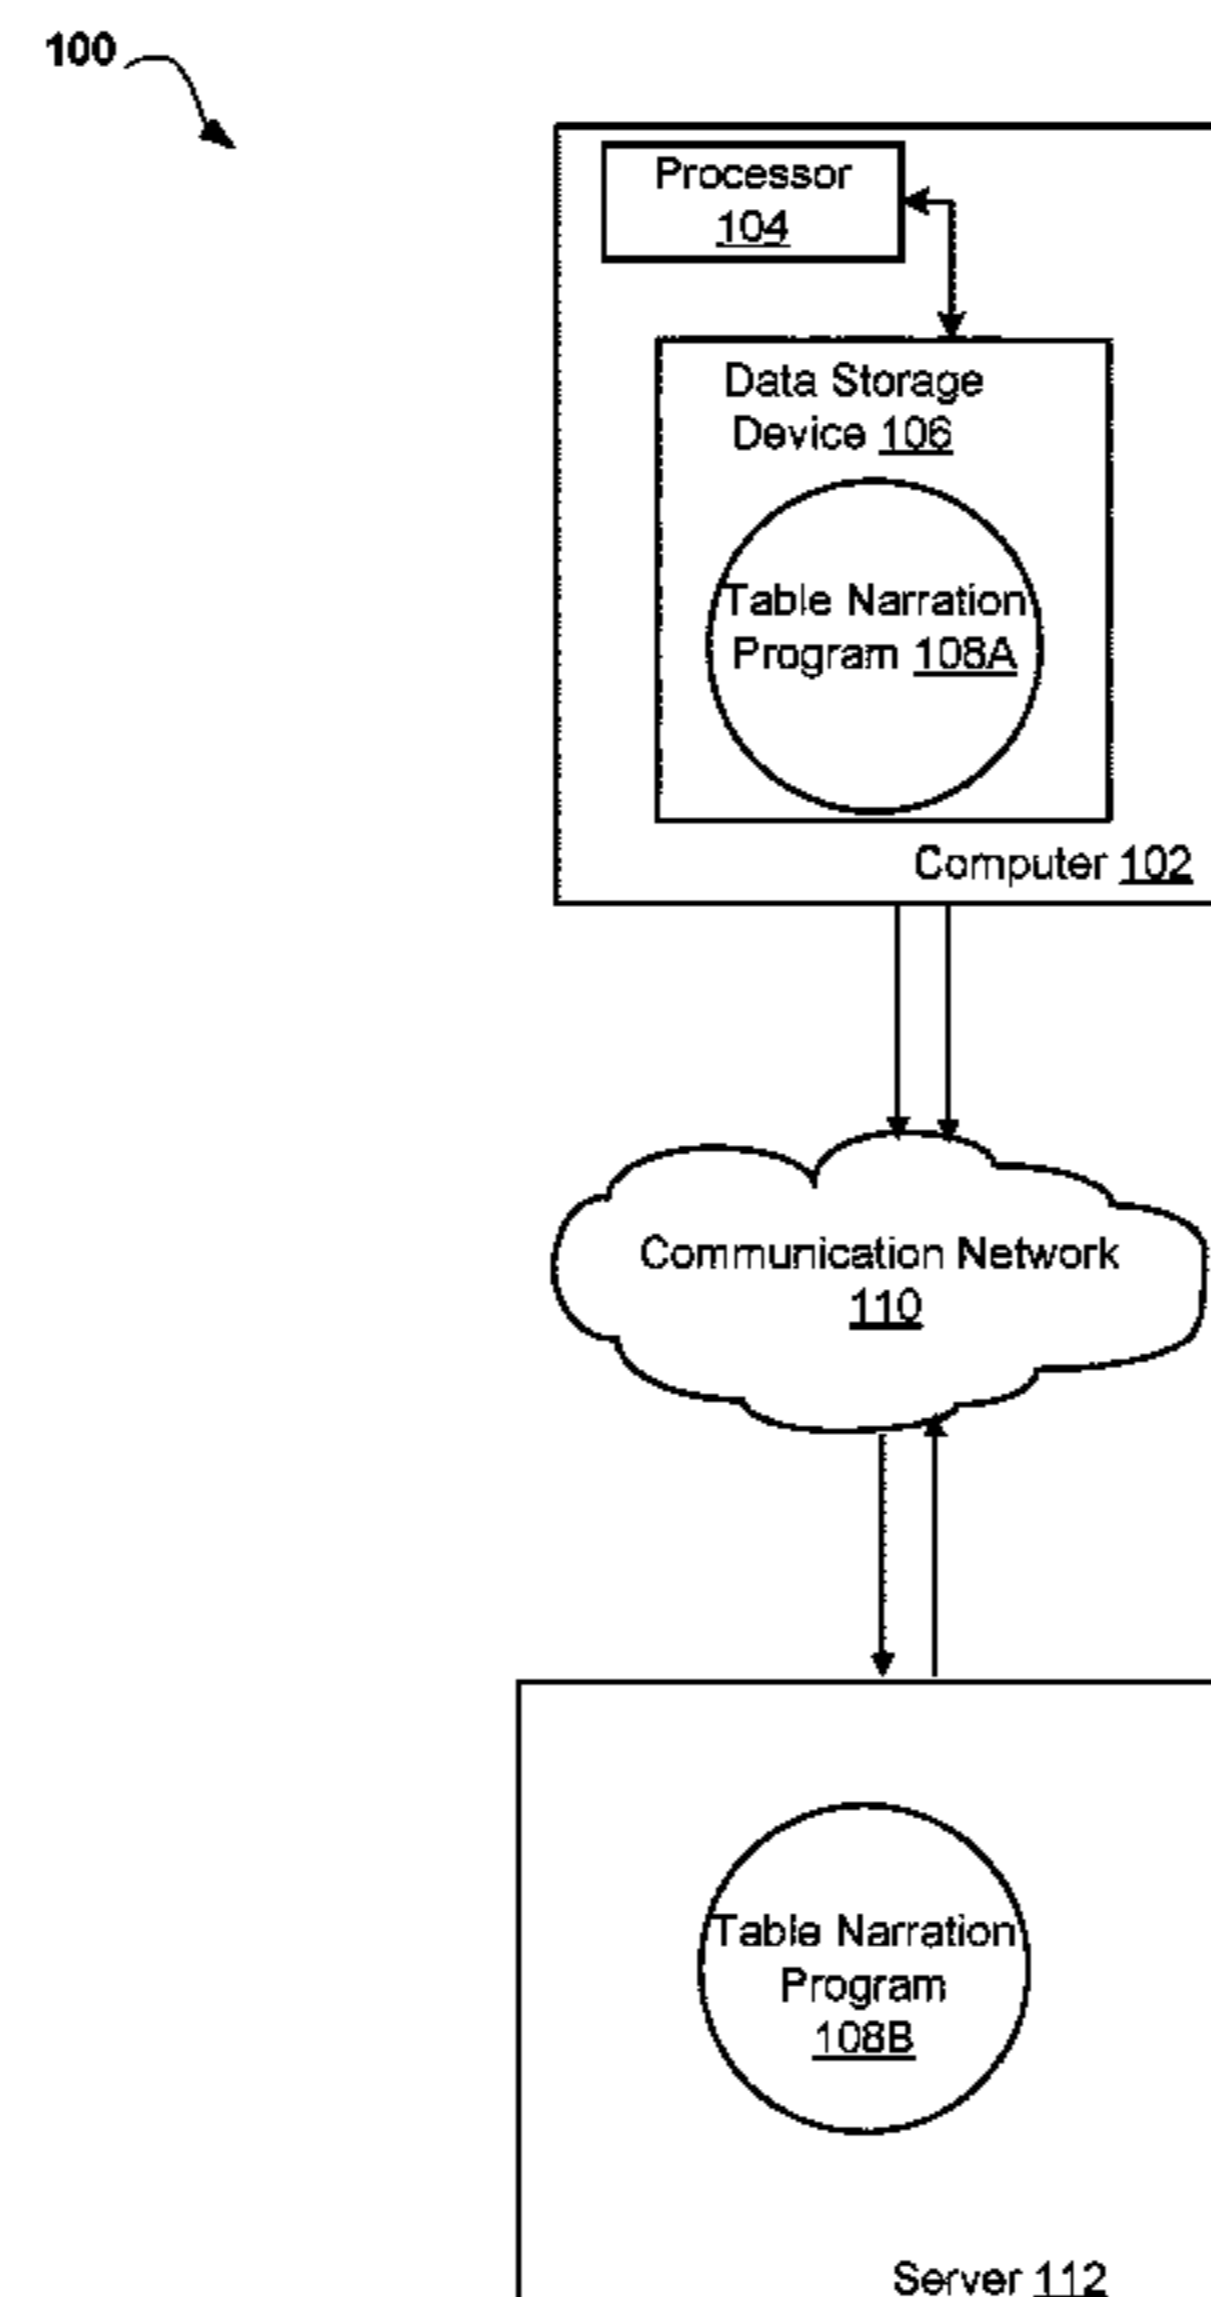 100
Processor
104
Data Storage
Device 106
Table Narration
Program 108A
Computer 102
Communication Network
110
Table Narration
Program
108B
Server 112